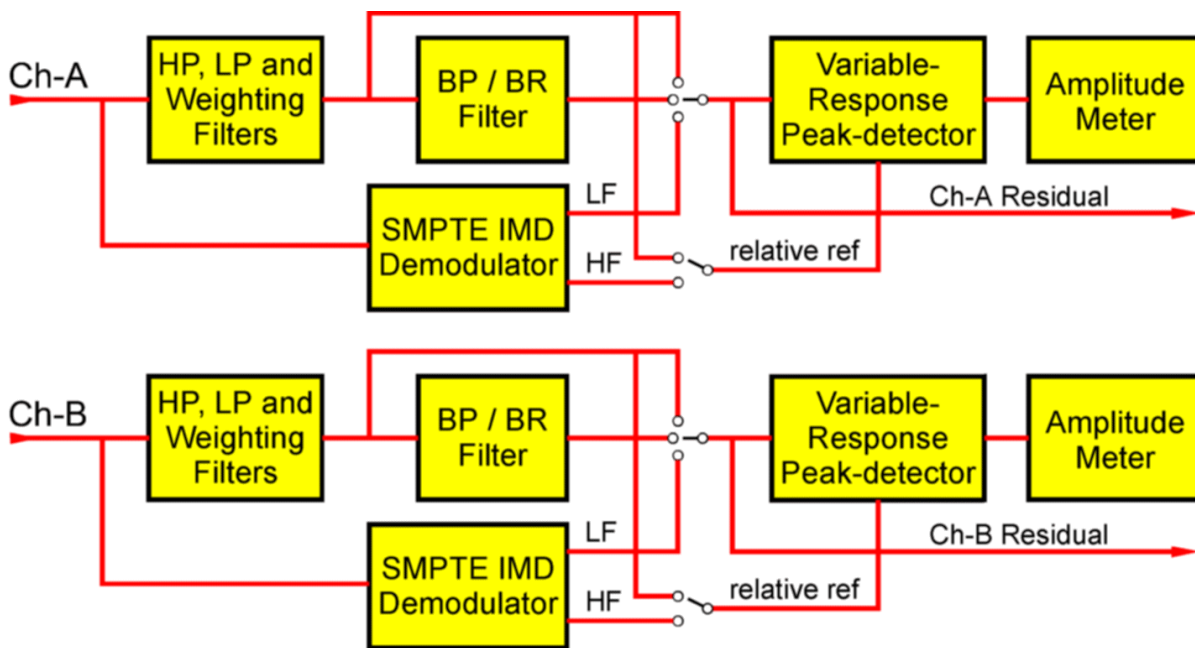 Ch-A
HP, LP and
Weighting
Filters
BP / BR
Filter
Variable-
Response
Peak-detector
Amplitude
Meter
SMPTE IMD
Demodulator
LF
HF
relative ref
Ch-A Residual
Ch-B
HP, LP and
Weighting
Filters
BP / BR
Filter
Variable-
Response
Peak-detector
Amplitude
Meter
SMPTE IMD
Demodulator
LF
HF
relative ref
Ch-B Residual